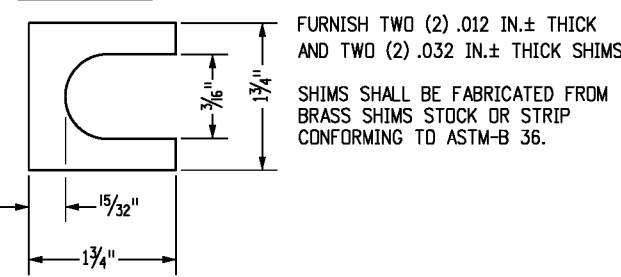 FURNISH TWO (2) .012 IN.± THICK
AND TWO (2) .032 IN.± THICK SHIMS
SHIMS SHALL BE FABRICATED FROM
BRASS SHIMS STOCK OR STRIP
CONFORMING TO ASTM-B 36.
3/16"
1 3/4"
15/32"
1 3/4"